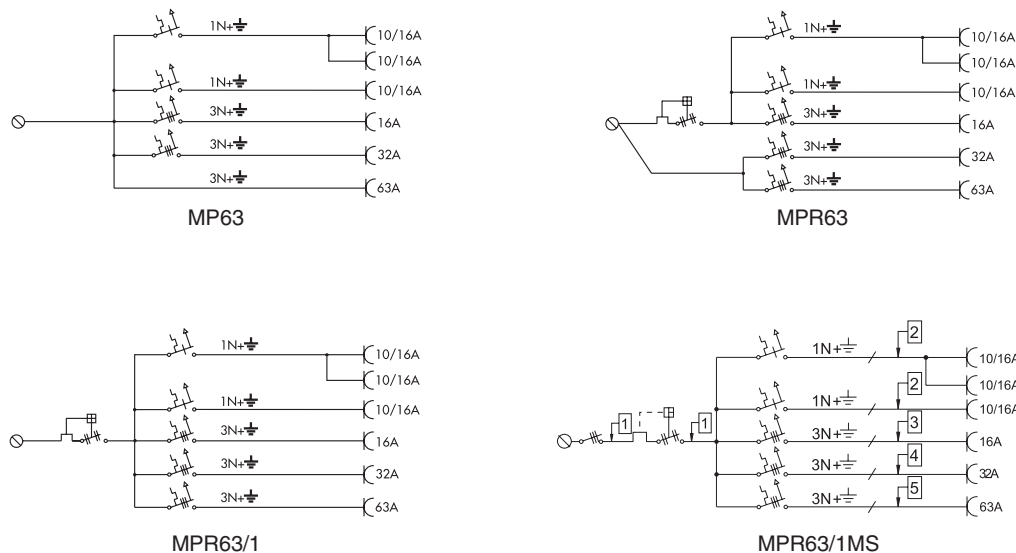 1N+ 10/16A
10/16A
1N+ 10/16A
3N+ 16A
3N+ 32A
3N+ 63A
MP63
1N+ 10/16A
10/16A
1N+ 10/16A
3N+ 16A
3N+ 32A
3N+ 63A
MPR63
1N+ 10/16A
10/16A
1N+ 10/16A
3N+ 16A
3N+ 32A
3N+ 63A
MPR63/1
2
1N+ 10/16A
10/16A
2
1N+ 10/16A
1 1 3
3N+ 16A
4
3N+ 32A
5
3N+ 63A
MPR63/1MS